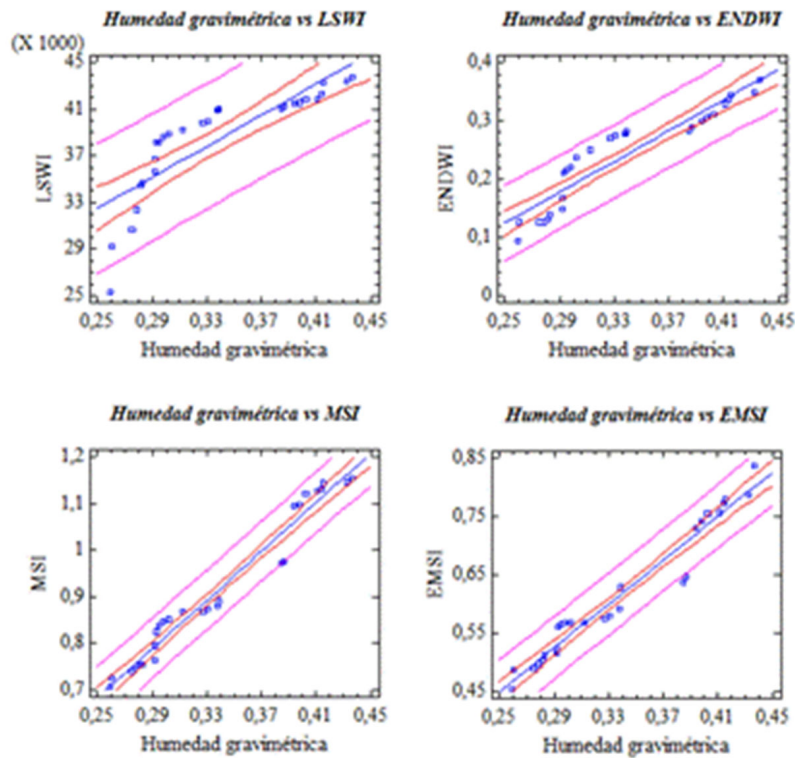 Humedad gravimétrica vs LSWI
(X 1000)
45
41
37
33
29
25
LSWI
0,25 0,29 0,33 0,37 0,41 0,45
Humedad gravimétrica
Humedad gravimétrica vs ENDWI
0,4
0,3
0,2
0,1
0
ENDWI
0,25 0,29 0,33 0,37 0,41 0,45
Humedad gravimétrica
Humedad gravimétrica vs MSI
1,2
1,1
1
0,9
0,8
0,7
MSI
0,25 0,29 0,33 0,37 0,41 0,45
Humedad gravimétrica
Humedad gravimétrica vs EMSI
0,85
0,75
0,65
0,55
0,45
EMSI
0,25 0,29 0,33 0,37 0,41 0,45
Humedad gravimétrica